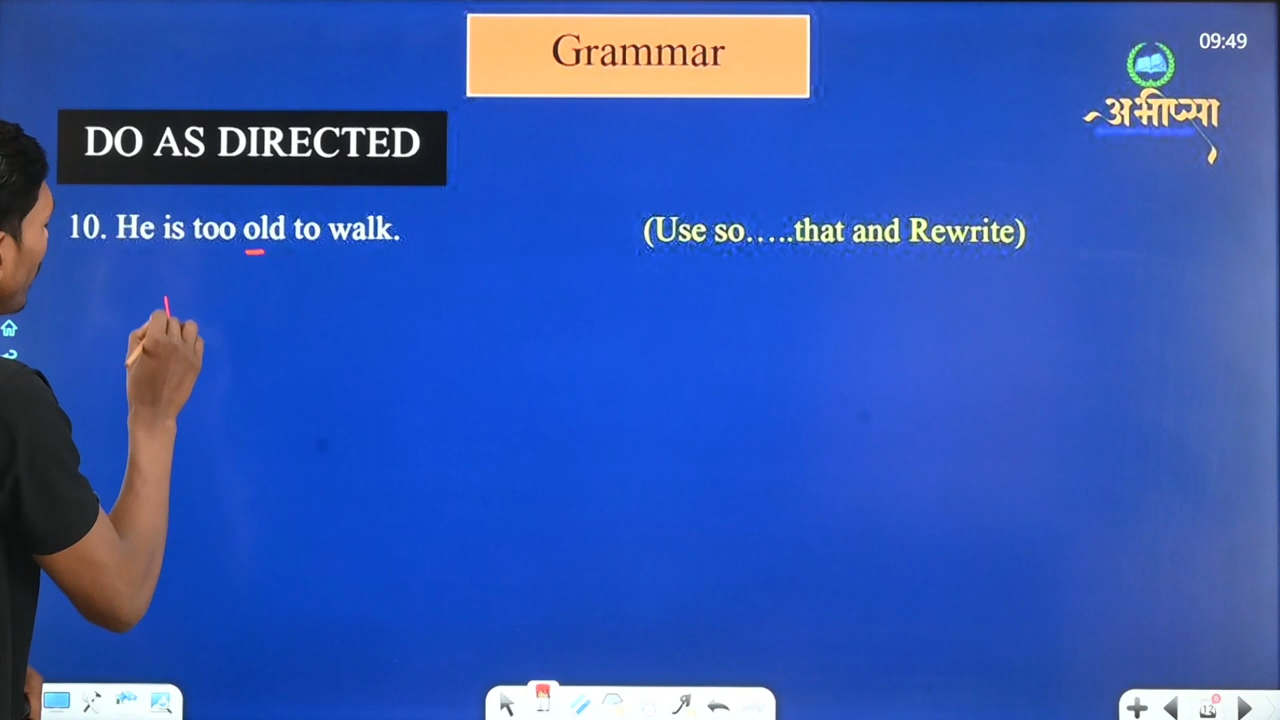 Grammar
09:49
अभीप्सा
DO AS DIRECTED
10. He is too old to walk.
(Use so.....that and Rewrite)
12